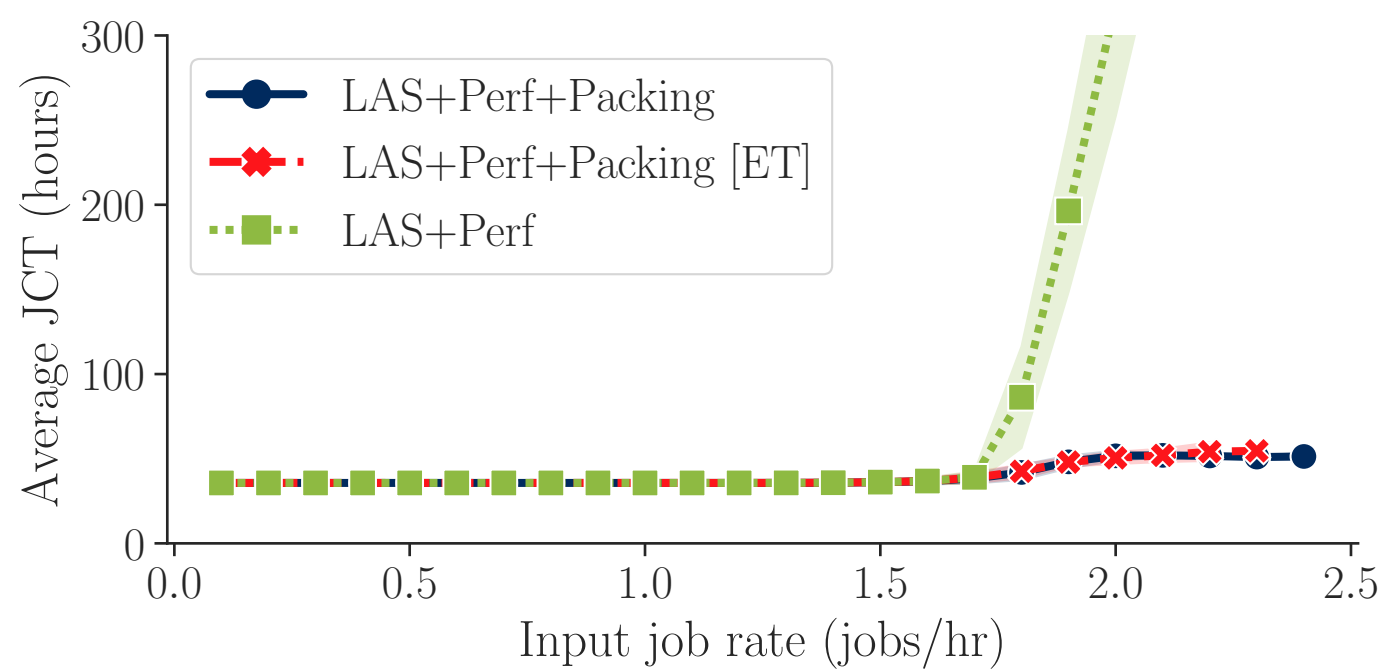 300
200
100
0
Average JCT (hours)
LAS+Perf+Packing
LAS+Perf+Packing [ET]
LAS+Perf
0.0 0.5 1.0 1.5 2.0 2.5
Input job rate (jobs/hr)